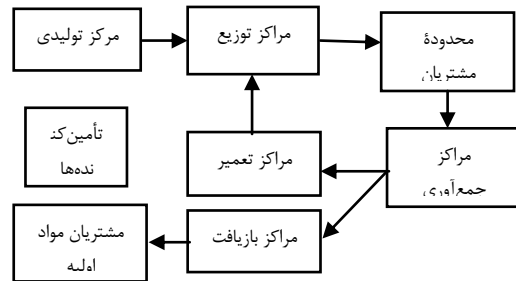 مرکز تولیدی
مراکز توزیع
محدودۀ
مشتریان
تأمین‌کن
نده‌ها
مراکز تعمیر
مراکز
جمع‌آوری
مشتریان مواد
اولیه
مراکز بازیافت